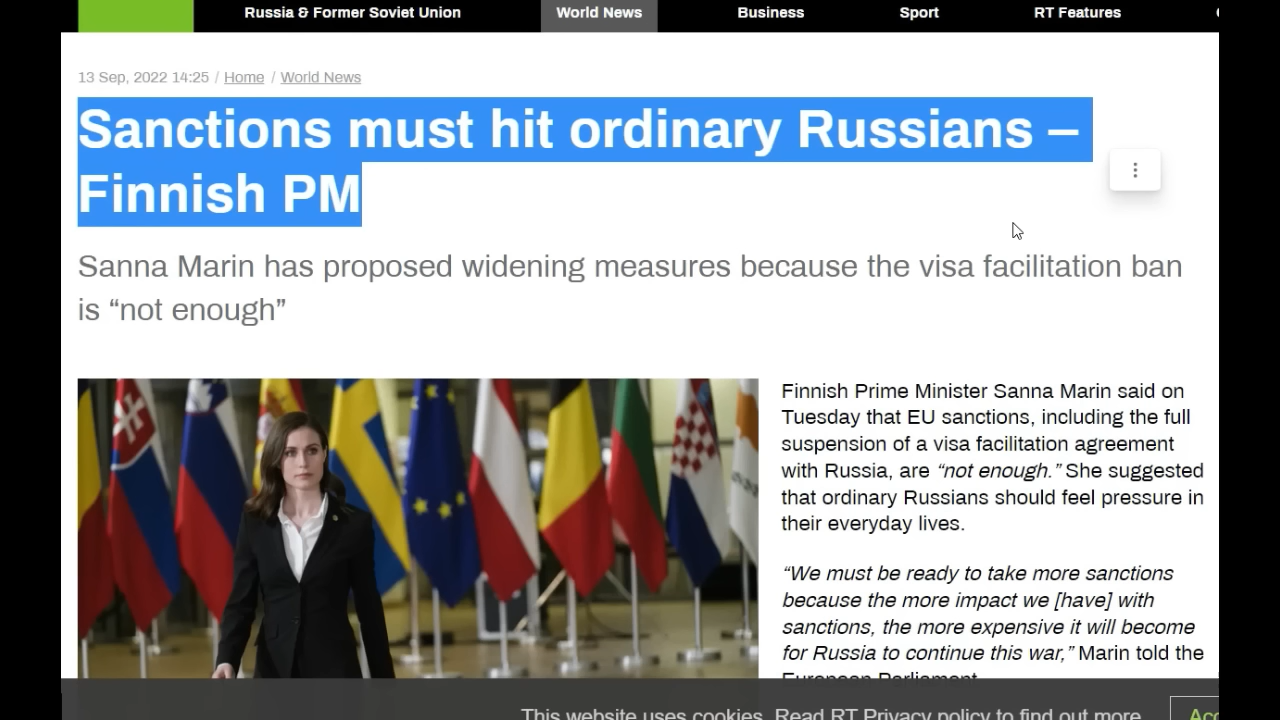 Russia & Former Soviet Union World News Business Sport RT Features
13 Sep, 2022 14:25 / Home / World News
Sanctions must hit ordinary Russians –
Finnish PM
Sanna Marin has proposed widening measures because the visa facilitation ban
is “not enough”
Finnish Prime Minister Sanna Marin said on
Tuesday that EU sanctions, including the full
suspension of a visa facilitation agreement
with Russia, are “not enough.” She suggested
that ordinary Russians should feel pressure in
their everyday lives.
“We must be ready to take more sanctions
because the more impact we [have] with
sanctions, the more expensive it will become
for Russia to continue this war,” Marin told the
European Parliament.
This website uses cookies. Read RT Privacy policy to find out more.